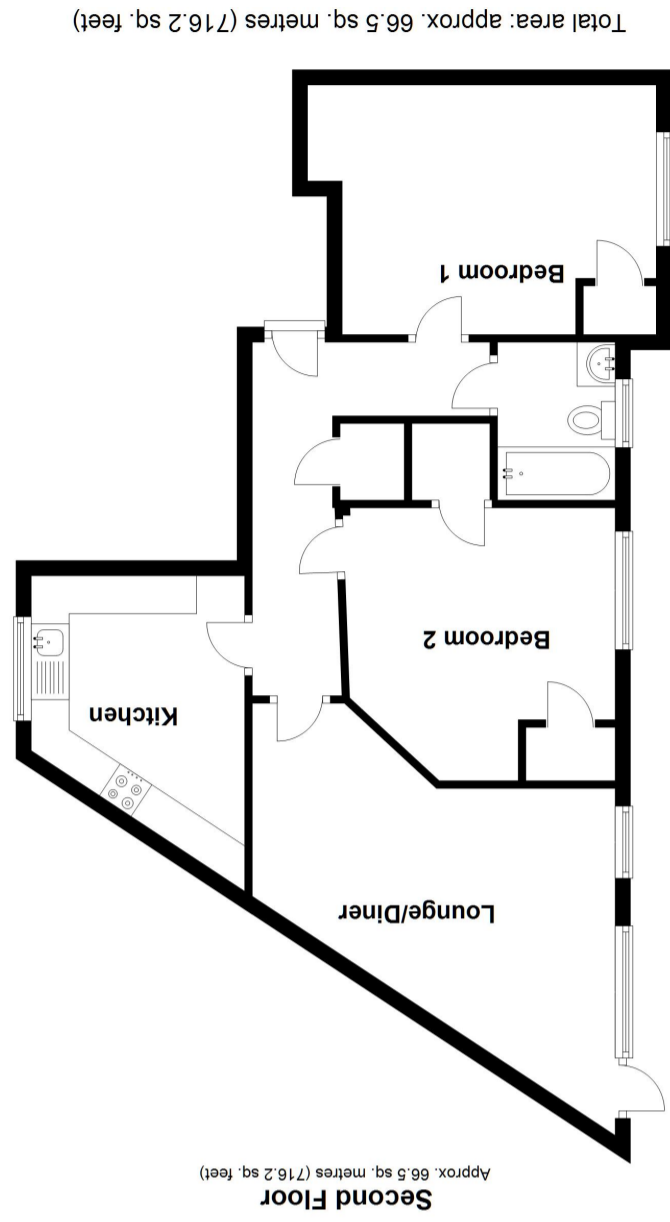 Second Floor
Approx. 66.5 sq. metres (716.2 sq. feet)
Lounge/Diner
Kitchen
Bedroom 2
Bedroom 1
Total area: approx. 66.5 sq. metres (716.2 sq. feet)